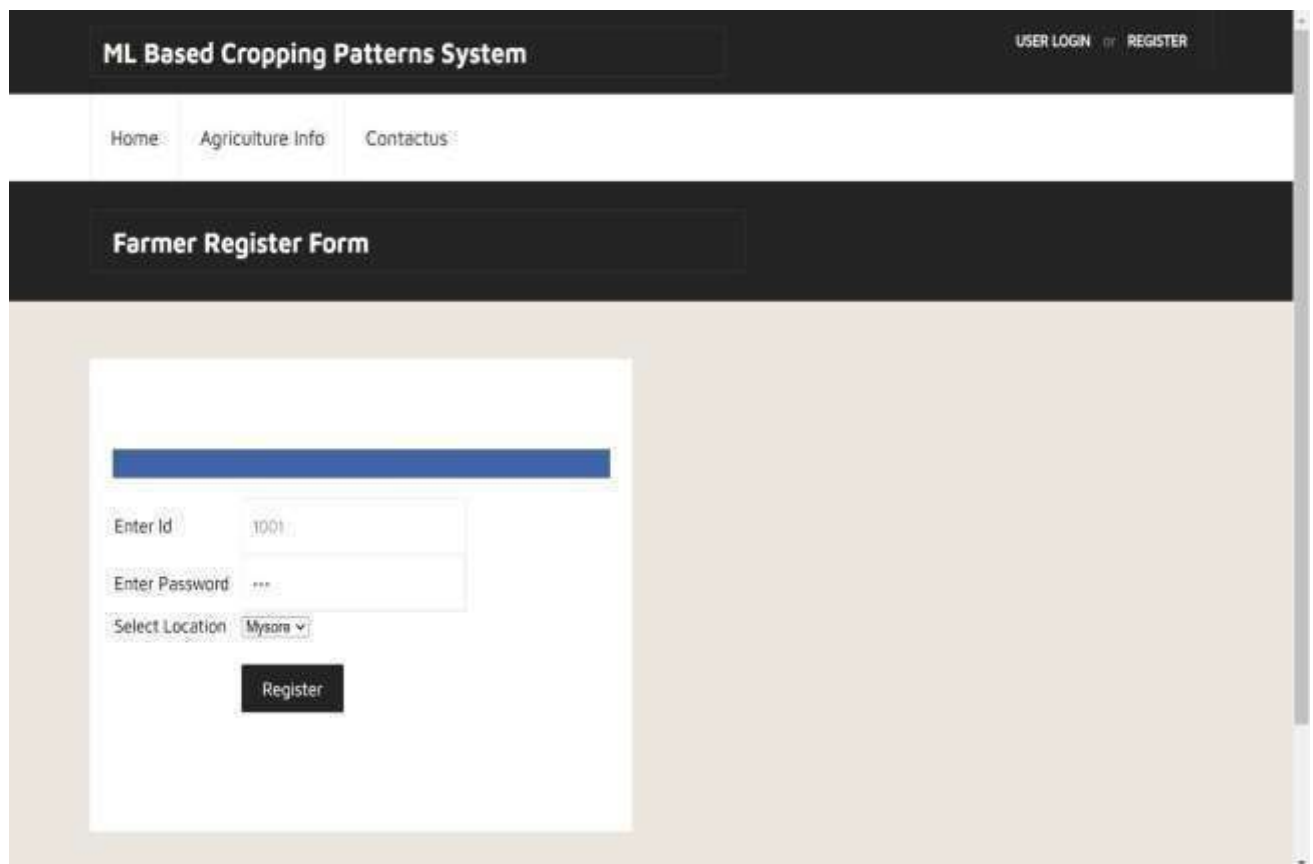 ML Based Cropping Patterns System
USER LOGIN or REGISTER
Home Agriculture Info Contactus
Farmer Register Form
Enter Id 1001
Enter Password •••
Select Location Mysore
Register